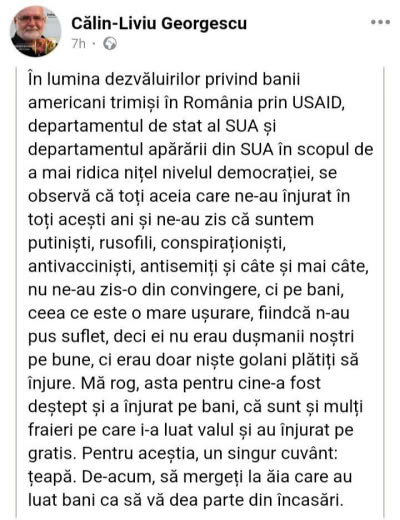 Călin-Liviu Georgescu
7h ·
În lumina dezvăluirilor privind banii
americani trimiși în România prin USAID,
departamentul de stat al SUA și
departamentul apărării din SUA în scopul de
a mai ridica nițel nivelul democrației, se
observă că toți aceia care ne-au înjurat în
toți acești ani și ne-au zis că suntem
putiniști, rusofili, conspiraționiști,
antivacciniști, antisemiți și câte și mai câte,
nu ne-au zis-o din convingere, ci pe bani,
ceea ce este o mare ușurare, fiindcă n-au
pus suflet, deci ei nu erau dușmanii noștri
pe bune, ci erau doar niște golani plătiți să
înjure. Mă rog, asta pentru cine-a fost
deștept și a înjurat pe bani, că sunt și mulți
fraieri pe care i-a luat valul și au înjurat pe
gratis. Pentru aceștia, un singur cuvânt:
țeapă. De-acum, să mergeți la ăia care au
luat bani ca să vă dea parte din încasări.